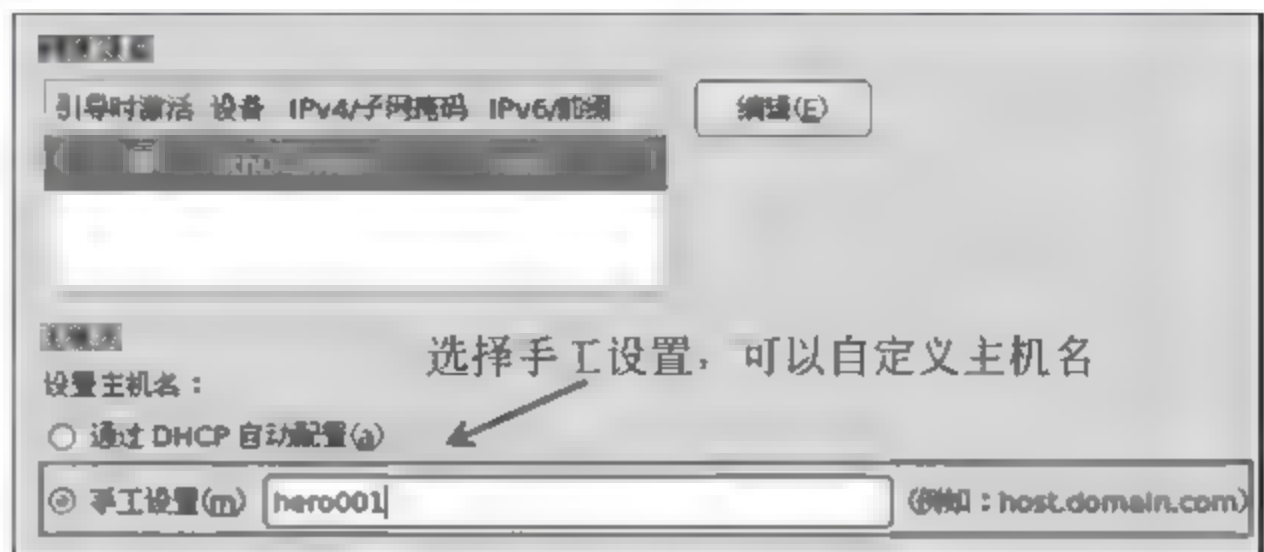 引导时激活 设备 IPv4/子网掩码 IPv6/前缀 编辑(E)
选择手工设置，可以自定义主机名
设置主机名：
通过 DHCP 自动配置(a)
手工设置(m) hero001 (例如：host.domain.com)